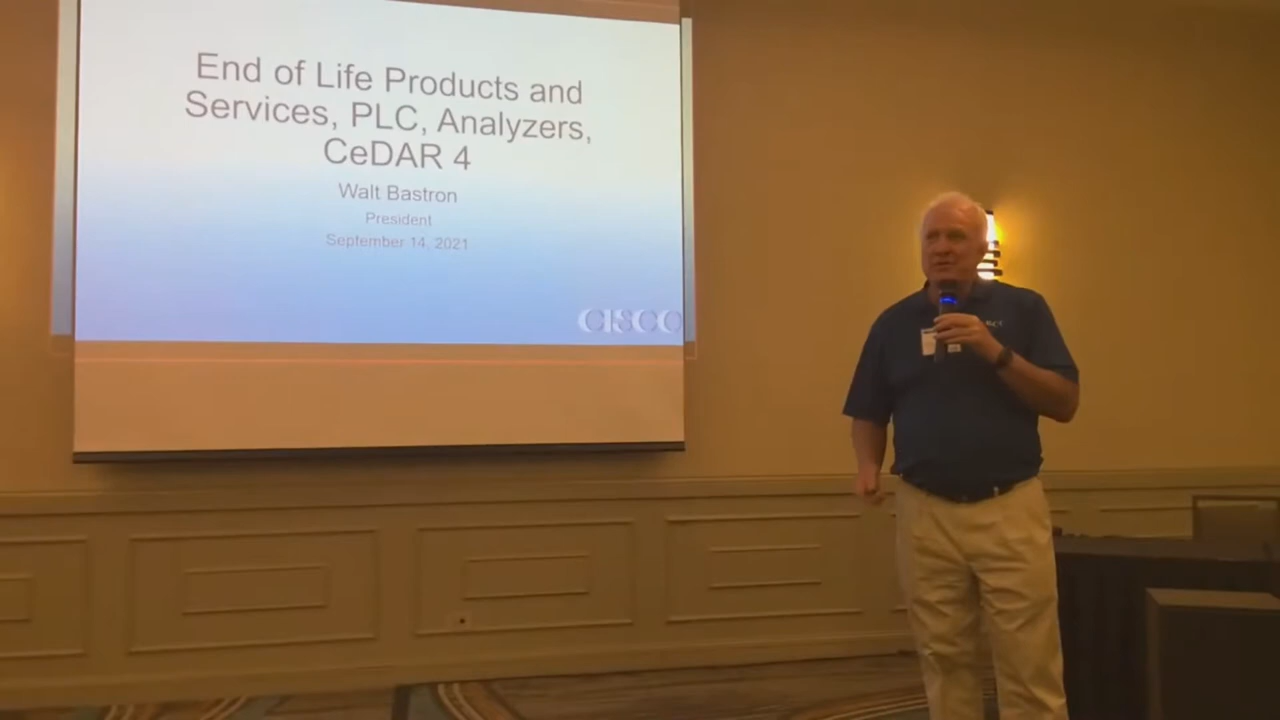 End of Life Products and
Services, PLC, Analyzers,
CeDAR 4
Walt Bastron
President
September 14, 2021
CISCO